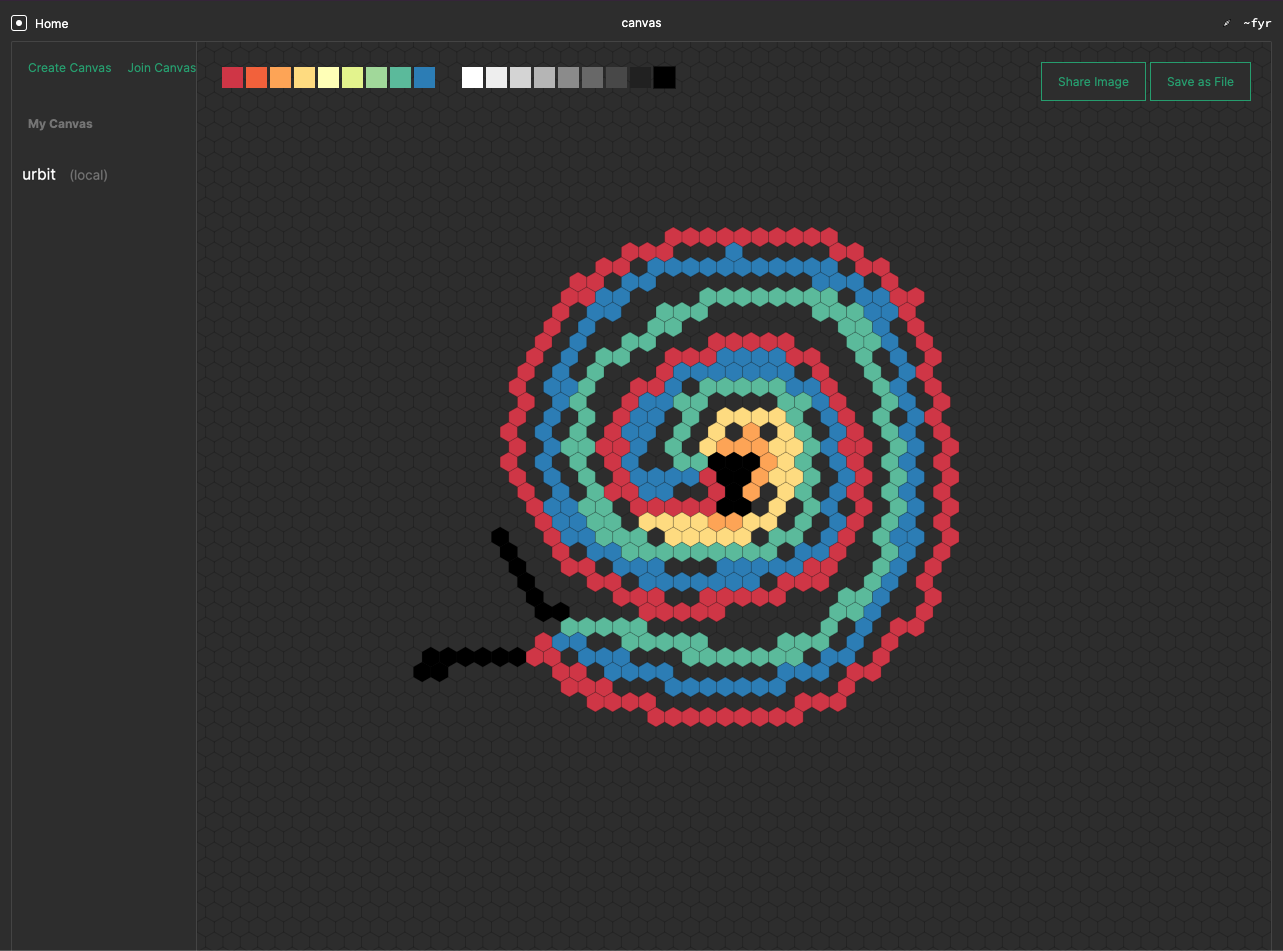 Home
canvas
~fyr
Create Canvas
Join Canvas
Share Image
Save as File
My Canvas
urbit (local)